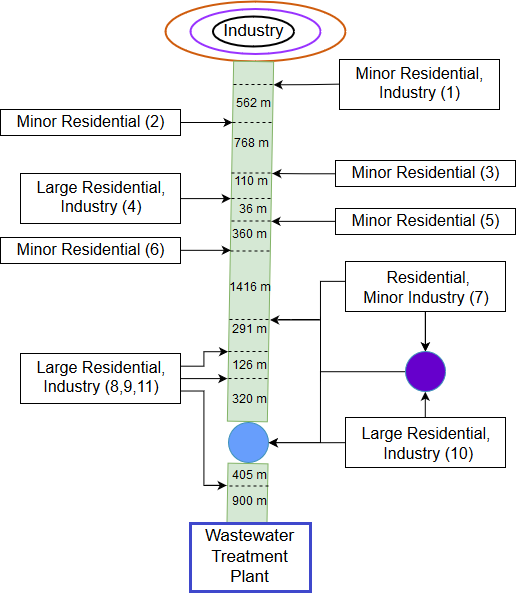 Industry
Minor Residential,
Industry (1)
562 m
Minor Residential (2)
768 m
Minor Residential (3)
110 m
Large Residential,
Industry (4)
36 m
Minor Residential (5)
360 m
Minor Residential (6)
1416 m
Residential,
Minor Industry (7)
291 m
Large Residential,
Industry (8,9,11)
126 m
320 m
Large Residential,
Industry (10)
405 m
900 m
Wastewater
Treatment
Plant